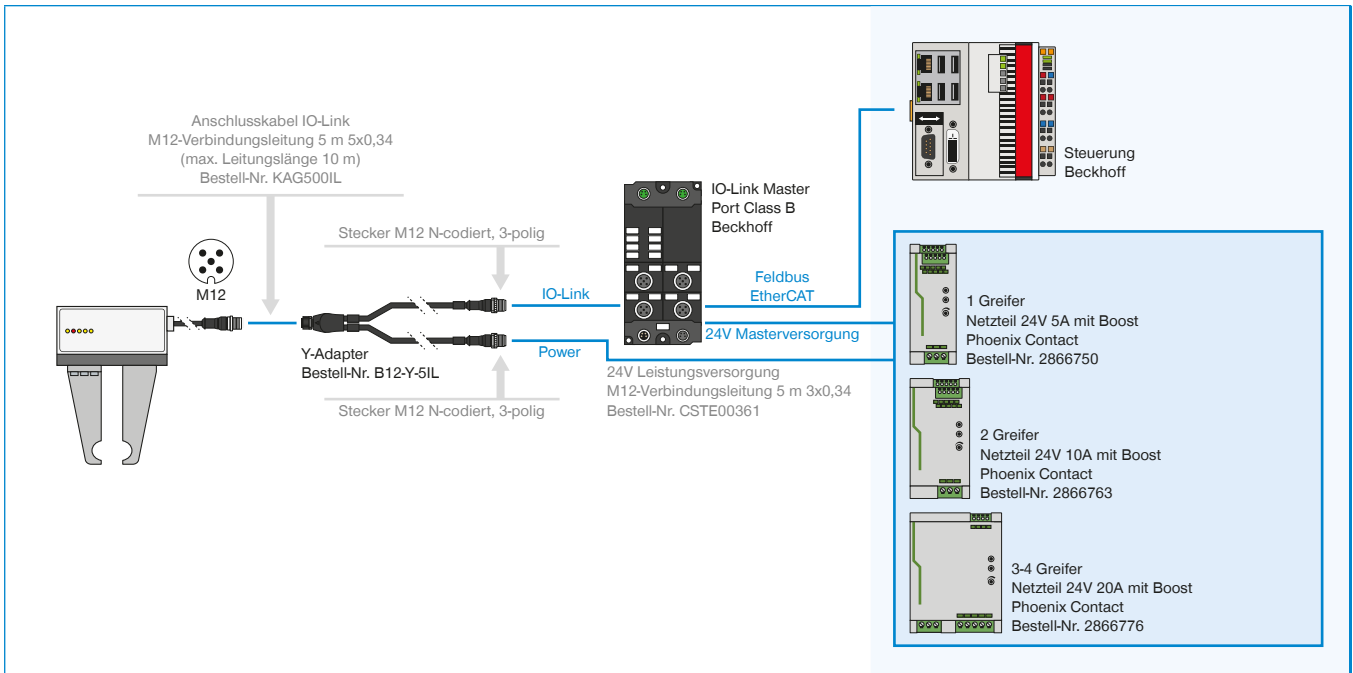 Anschlusskabel IO-Link
M12-Verbindungsleitung 5 m 5x0,34
(max. Leitungslänge 10 m)
Bestell-Nr. KAG500IL
M12
Stecker M12 N-codiert, 3-polig
Y-Adapter
Bestell-Nr. B12-Y-5IL
Stecker M12 N-codiert, 3-polig
IO-Link
Power
IO-Link Master
Port Class B
Beckhoff
Feldbus
EtherCAT
24V Masterversorgung
24V Leistungsversorgung
M12-Verbindungsleitung 5 m 3x0,34
Bestell-Nr. CSTE00361
Steuerung
Beckhoff
1 Greifer
Netzteil 24V 5A mit Boost
Phoenix Contact
Bestell-Nr. 2866750
2 Greifer
Netzteil 24V 10A mit Boost
Phoenix Contact
Bestell-Nr. 2866763
3-4 Greifer
Netzteil 24V 20A mit Boost
Phoenix Contact
Bestell-Nr. 2866776